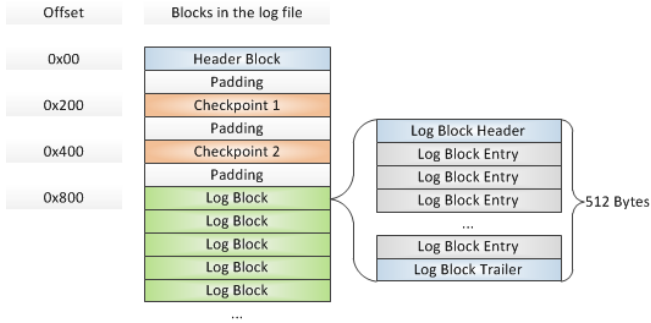 Offset Blocks in the log file
0x00 Header Block
Padding
0x200 Checkpoint 1
Padding
0x400 Checkpoint 2
Padding
0x800 Log Block
Log Block
Log Block
Log Block
Log Block
...
Log Block Header
Log Block Entry
Log Block Entry
Log Block Entry
...
Log Block Entry
Log Block Trailer
512 Bytes